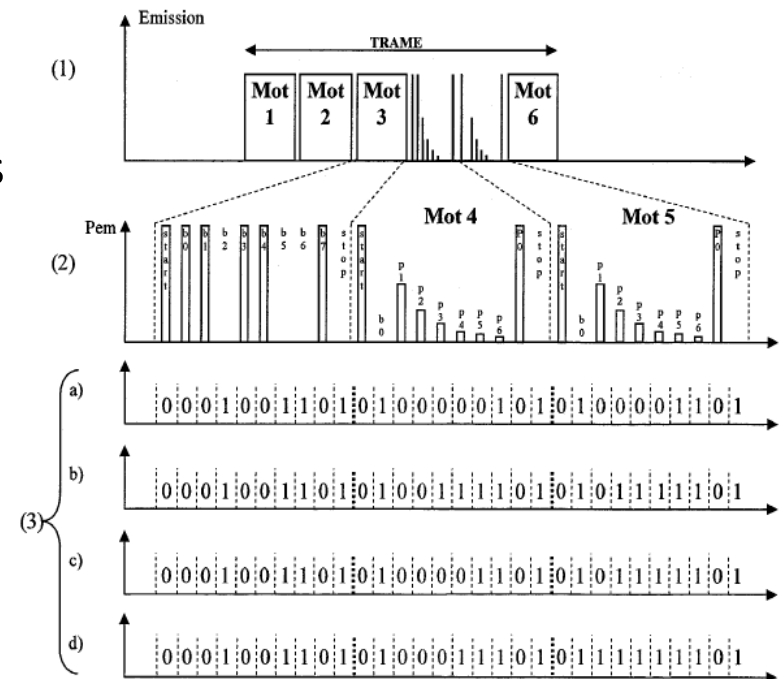 Emission
TRAME
(1)
Mot 1
Mot 2
Mot 3
Mot 6
Pem
Mot 4
Mot 5
(2)
start b0 b1 b2 b3 b4 b5 b6 b7 stop start b0 p1 p2 p3 p4 p5 p6 P0 stop start b0 p1 p2 p3 p4 p5 p6 P0 stop
(3)
a) 0 0 0 1 0 0 1 1 0 1 0 1 0 0 0 0 0 1 0 1 0 1 0 0 0 0 1 1 0 1
b) 0 0 0 1 0 0 1 1 0 1 0 1 0 0 1 1 1 1 0 1 0 1 0 1 1 1 1 1 0 1
c) 0 0 0 1 0 0 1 1 0 1 0 1 0 0 0 0 1 1 0 1 0 1 0 1 1 1 1 1 0 1
d) 0 0 0 1 0 0 1 1 0 1 0 1 0 0 0 1 1 1 0 1 0 1 1 1 1 1 1 1 0 1